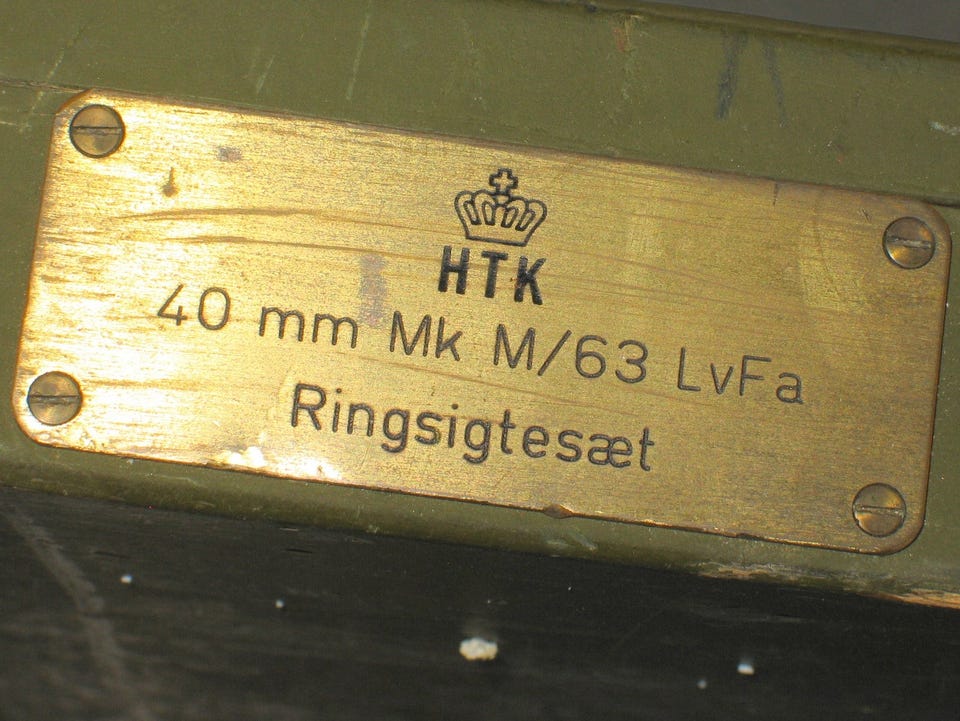 HTK
40 mm Mk M/63 LvFa
Ringsigtesæt